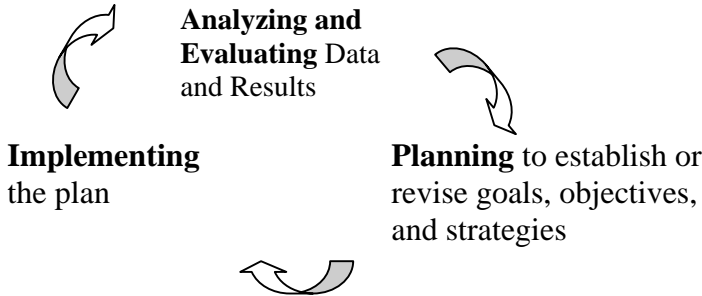 Analyzing and
Evaluating Data
and Results
Implementing
the plan
Planning to establish or
revise goals, objectives,
and strategies